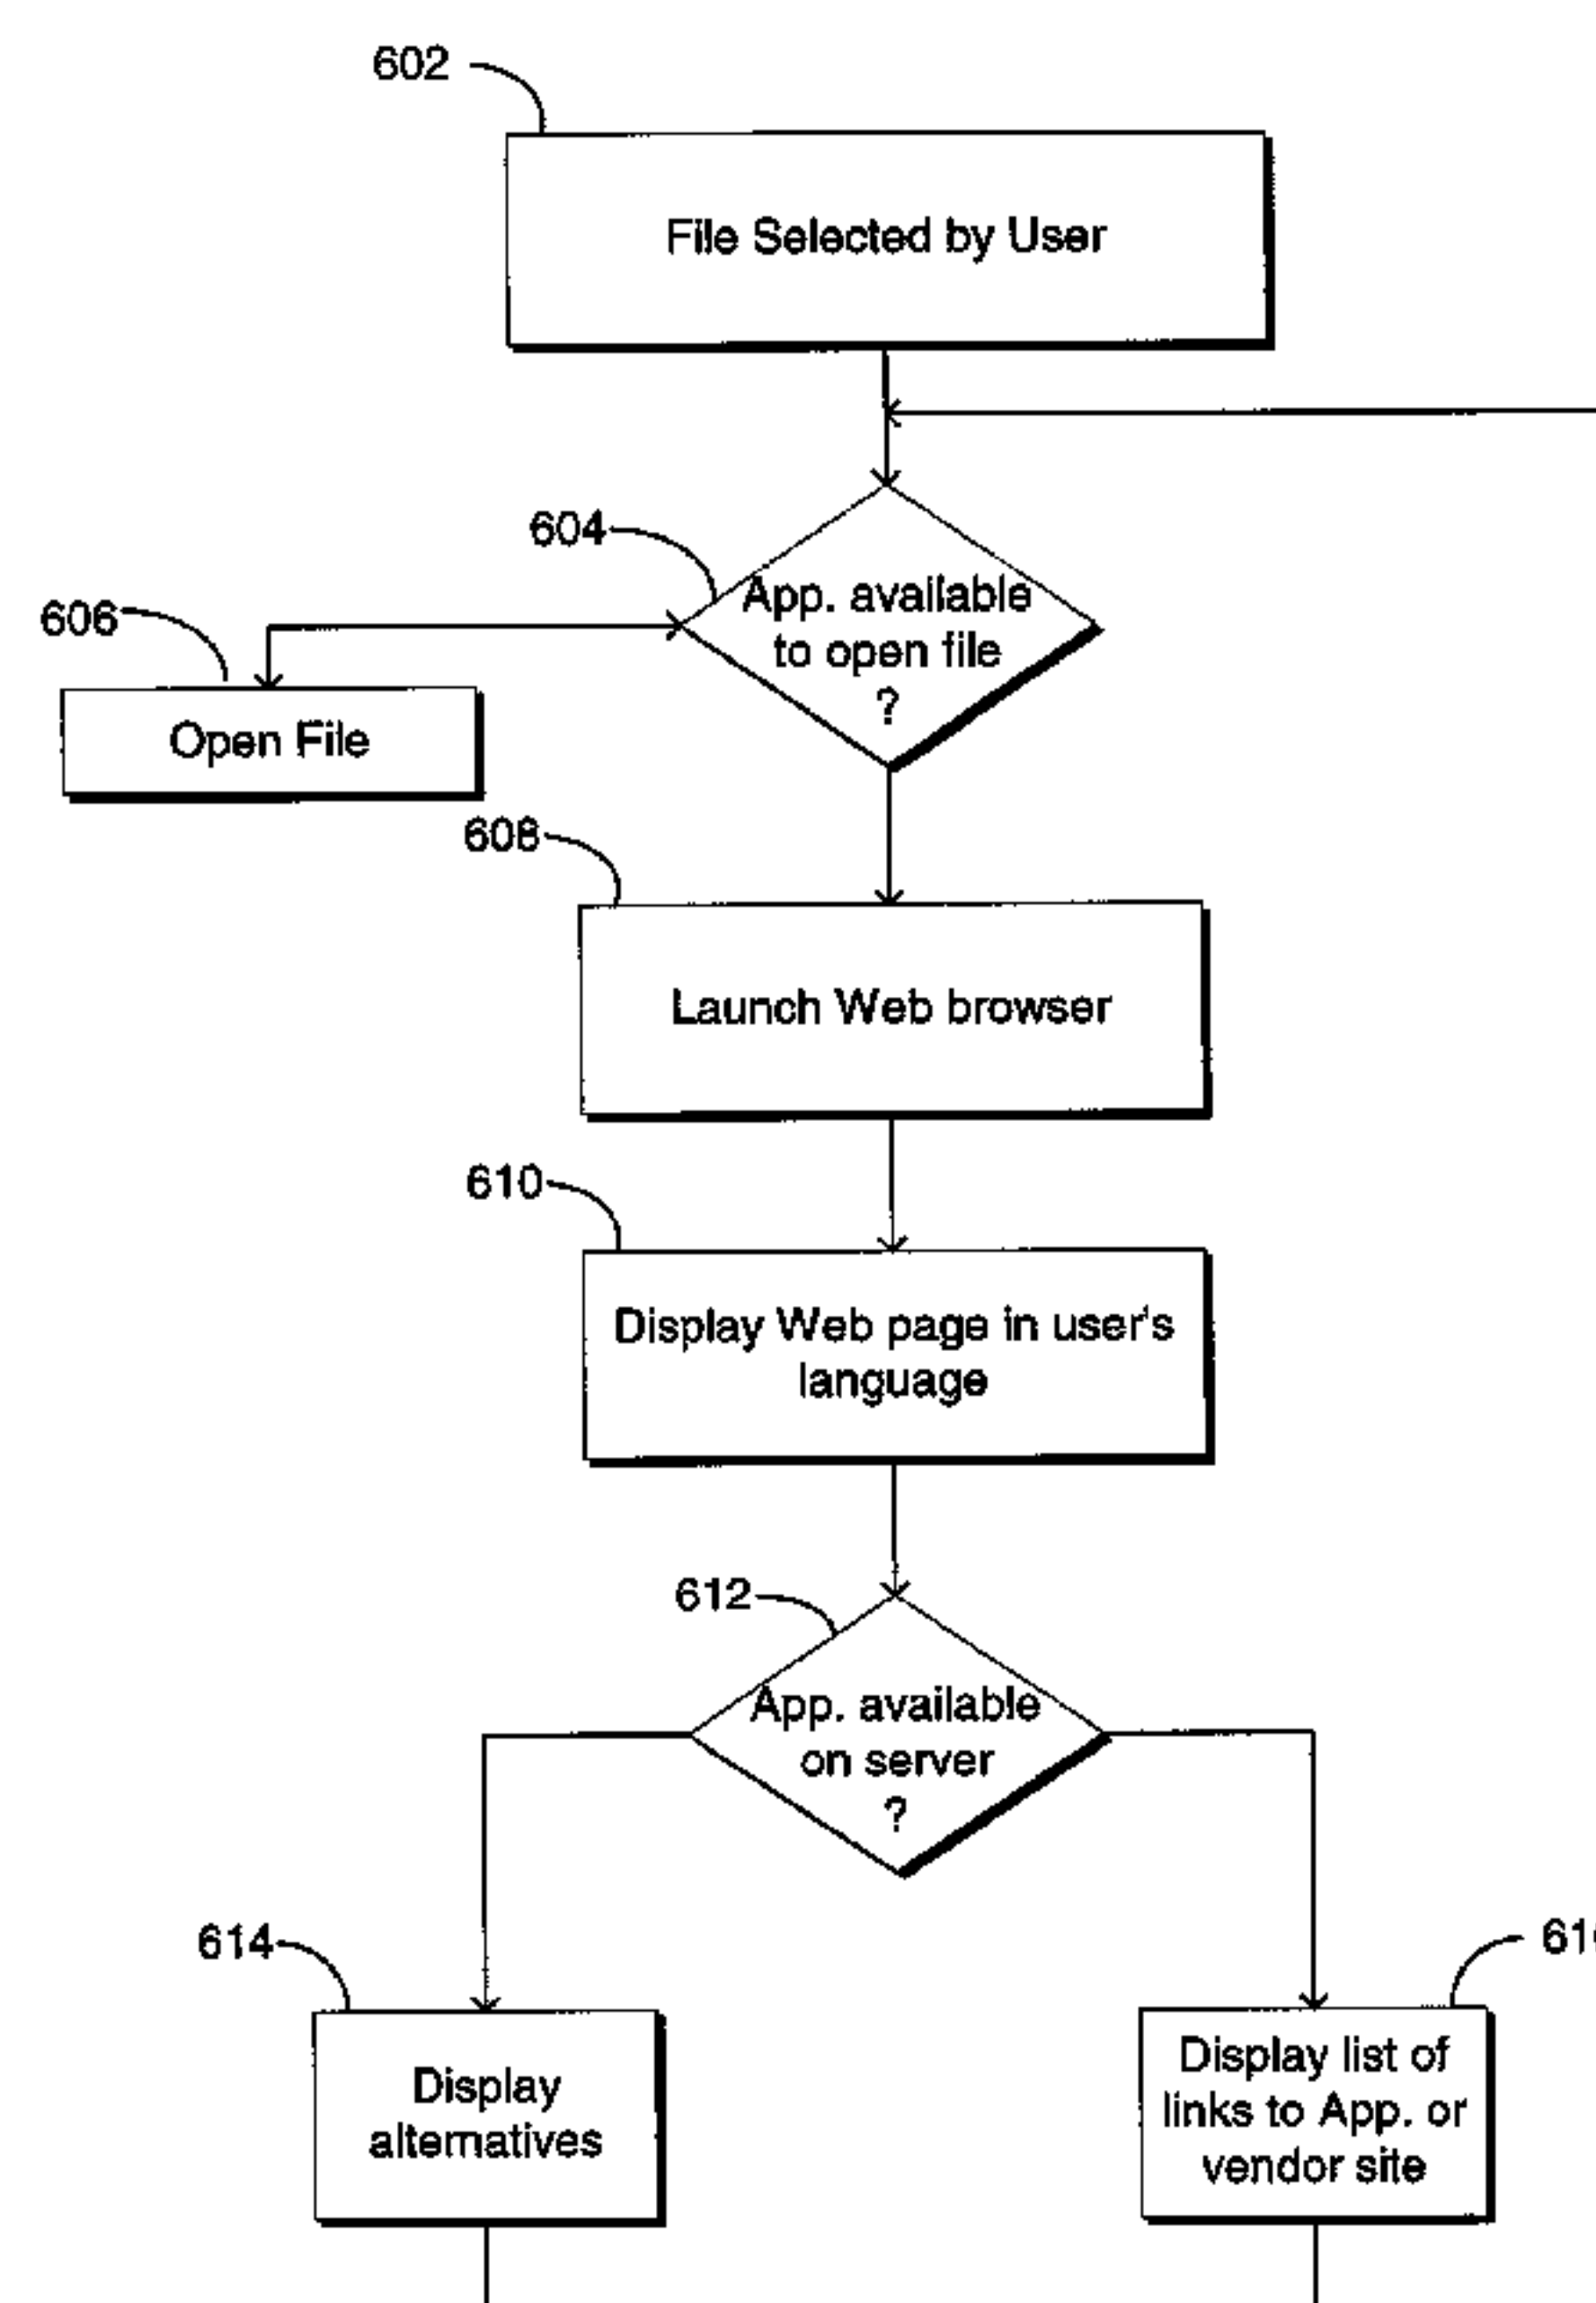 602
File Selected by User
604
App. available
to open file
?
606
Open File
608
Launch Web browser
610
Display Web page in user's
language
612
App. available
on server
?
614
Display
alternatives
Display list of
links to App. or
vendor site